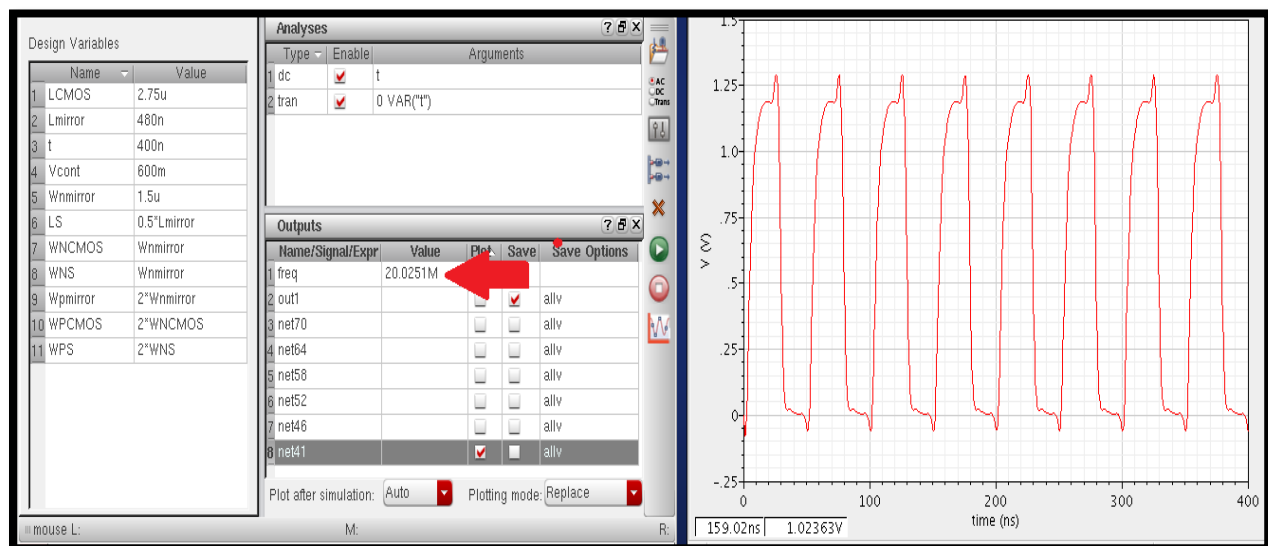 Design Variables
Name Value
1 LCMOS 2.75u
2 Lmirror 480n
3 t 400n
4 Vcont 600m
5 Wnmirror 1.5u
6 LS 0.5*Lmirror
7 WNCMOS Wnmirror
8 WNS Wnmirror
9 Wpmirror 2*Wnmirror
10 WPCMOS 2*WNCMOS
11 WPS 2*WNS
mouse L: M: R:
Analyses ?
Type Enable Arguments
1 dc t
2 tran 0 VAR("t")
Outputs ?
Name/Signal/Expr Value Plot Save Save Options
1 freq 20.0251M
2 out1 allv
3 net70 allv
4 net64 allv
5 net58 allv
6 net52 allv
7 net46 allv
8 net41 allv
Plot after simulation: Auto Plotting mode: Replace
AC
DC
Trans
1.5
1.25
1.0
.75
.5
.25
0
-.25
V (V)
0 100 200 300 400
time (ns)
159.02ns 1.02363V